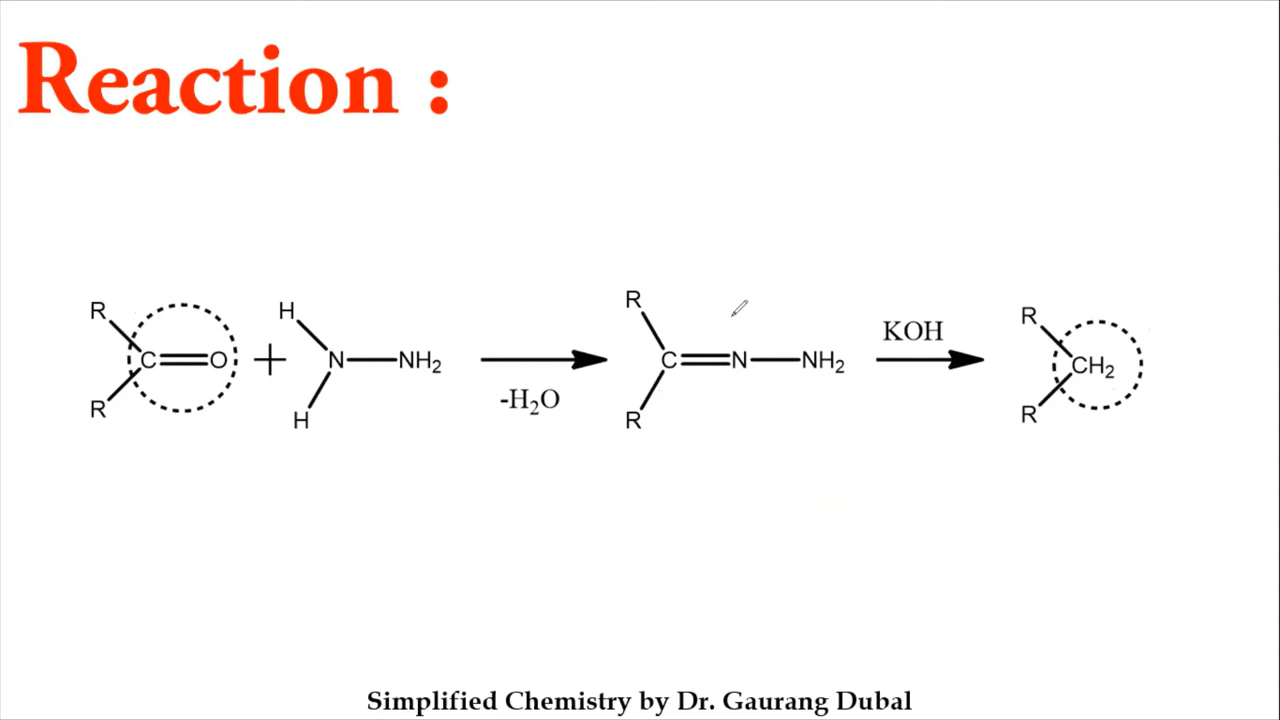 Reaction :
R
C
O
R
+
H
N
NH₂
H
-H₂O
R
C
N
NH₂
R
KOH
R
CH₂
R
Simplified Chemistry by Dr. Gaurang Dubal